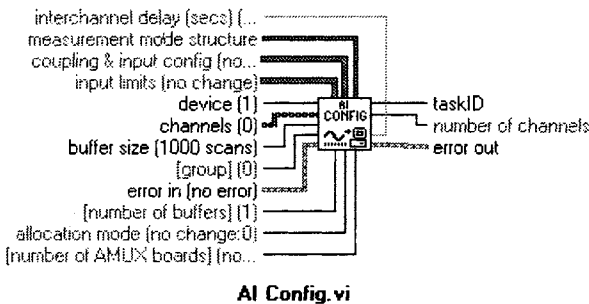 interchannel delay (secs) (...
measurement mode structure
coupling & input config (no...
input limits (no change)
device (1)
channels (0)
buffer size (1000 scans)
[group] (0)
error in (no error)
[number of buffers] (1)
allocation mode (no change:0)
[number of AMUX boards] (no...
AI
CONFIG
taskID
number of channels
error out
AI Config.vi